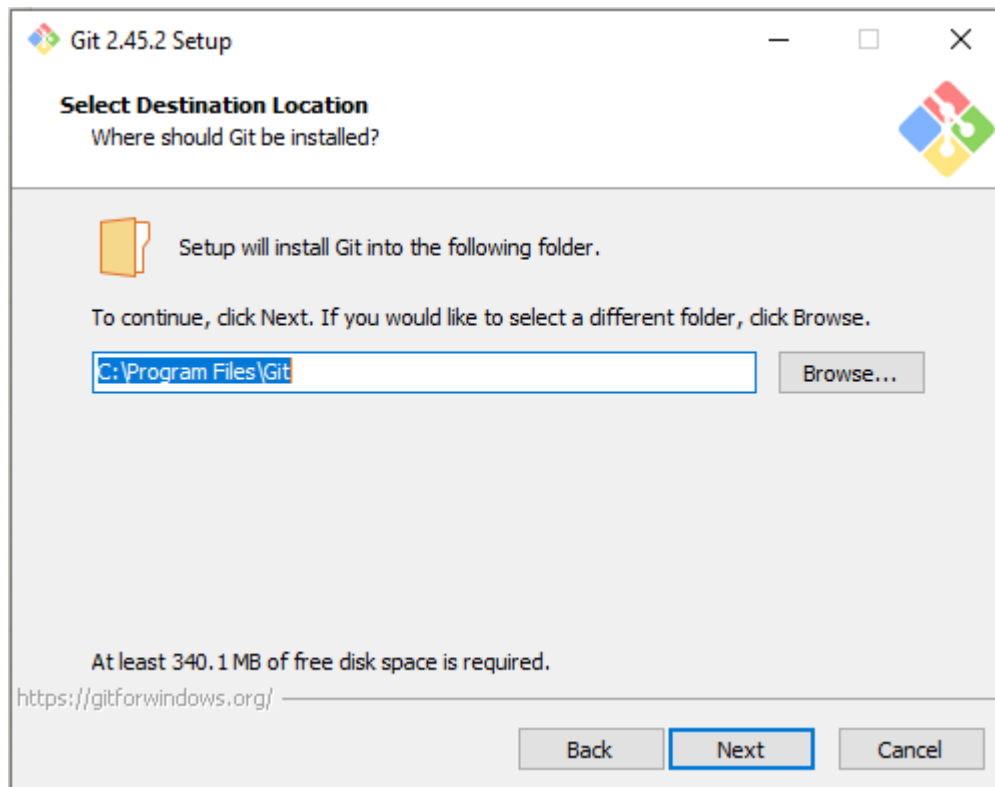 Git 2.45.2 Setup
Select Destination Location
Where should Git be installed?
Setup will install Git into the following folder.
To continue, click Next. If you would like to select a different folder, click Browse.
C:\Program Files\Git
Browse...
At least 340.1 MB of free disk space is required.
https://gitforwindows.org/
Back
Next
Cancel